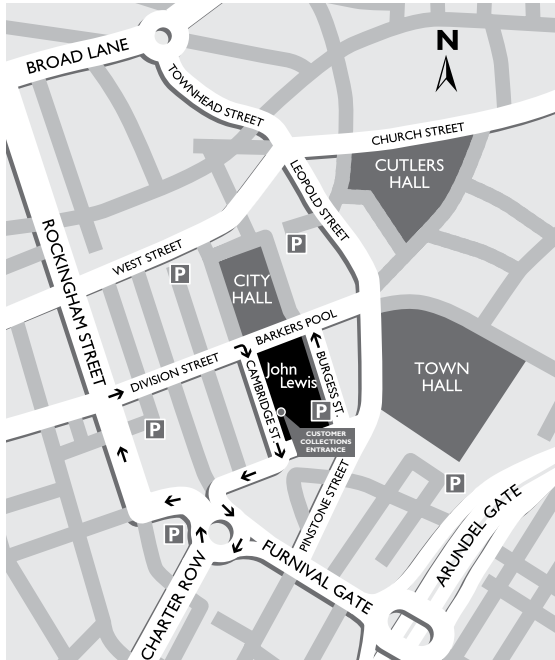 BROAD LANE
N
TOWNHEAD STREET
CHURCH STREET
CUTLERS
HALL
LEOPOLD STREET
ROCKINGHAM STREET
WEST STREET
P
P
CITY
HALL
BARKERS POOL
DIVISION STREET
CAMBRIDGE ST.
John
Lewis
BURGESS ST.
TOWN
HALL
P
P
CUSTOMER
COLLECTIONS
ENTRANCE
PINSTONE STREET
P
ARUNDEL GATE
P
FURNIVAL GATE
CHARTER ROW